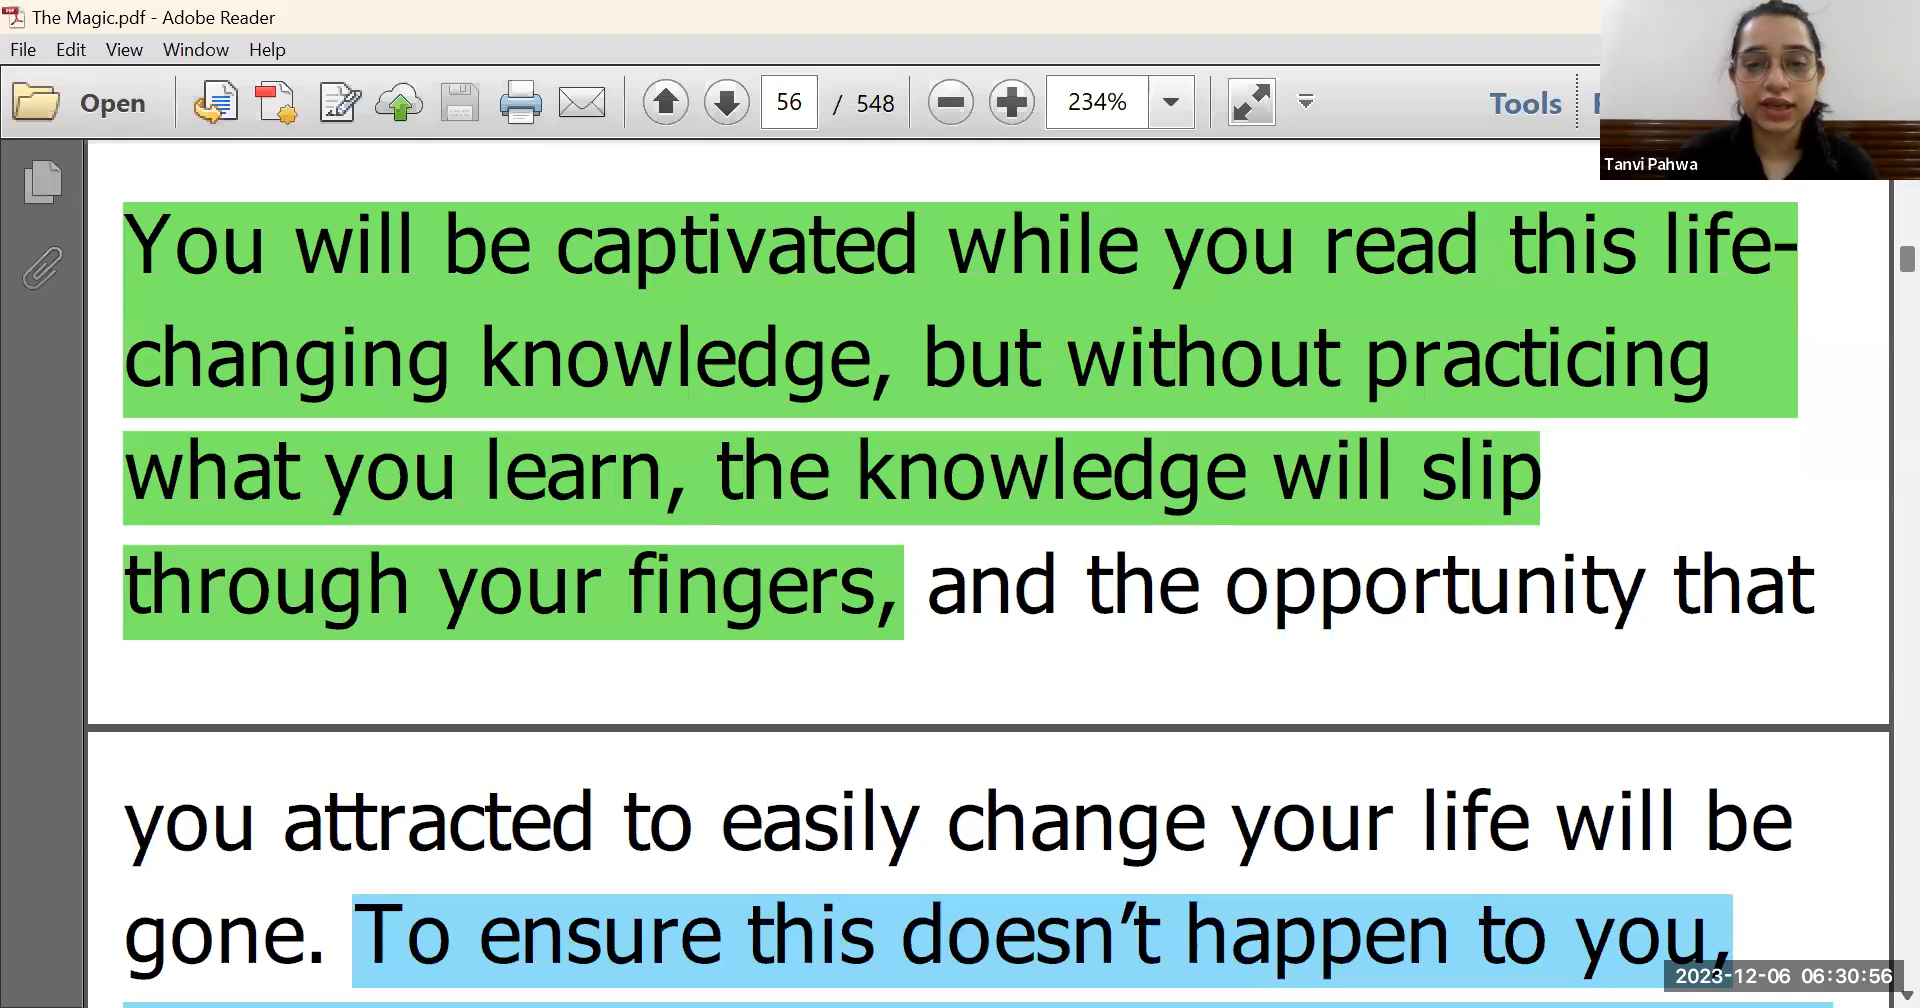 The Magic.pdf - Adobe Reader
File Edit View Window Help
Open 56 / 548 234% Tools
Tanvi Pahwa
You will be captivated while you read this life-
changing knowledge, but without practicing
what you learn, the knowledge will slip
through your fingers, and the opportunity that
you attracted to easily change your life will be
gone. To ensure this doesn’t happen to you,
2023-12-06 06:30:56